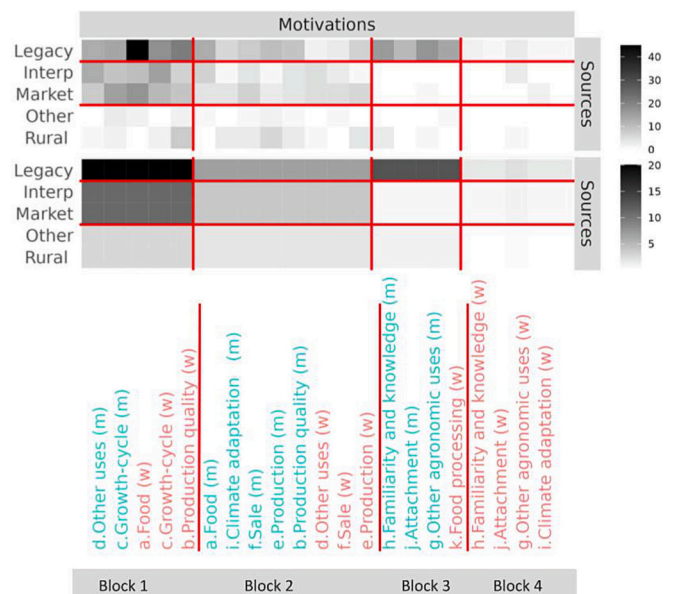 Motivations
Legacy
Interp
Market
Other
Rural
Sources
40
30
20
10
0
Legacy
Interp
Market
Other
Rural
Sources
20
15
10
5
d.Other uses (m)
c.Growth-cycle (m)
a.Food (w)
c.Growth-cycle (w)
b.Production quality (w)
a.Food (m)
i.Climate adaptation (m)
f.Sale (m)
e.Production (m)
b.Production quality (m)
d.Other uses (w)
f.Sale (w)
e.Production (w)
h.Familiarity and knowledge (m)
j.Attachment (m)
g.Other agronomic uses (m)
k.Food processing (w)
h.Familiarity and knowledge (w)
j.Attachment (w)
g.Other agronomic uses (w)
i.Climate adaptation (w)
Block 1 Block 2 Block 3 Block 4